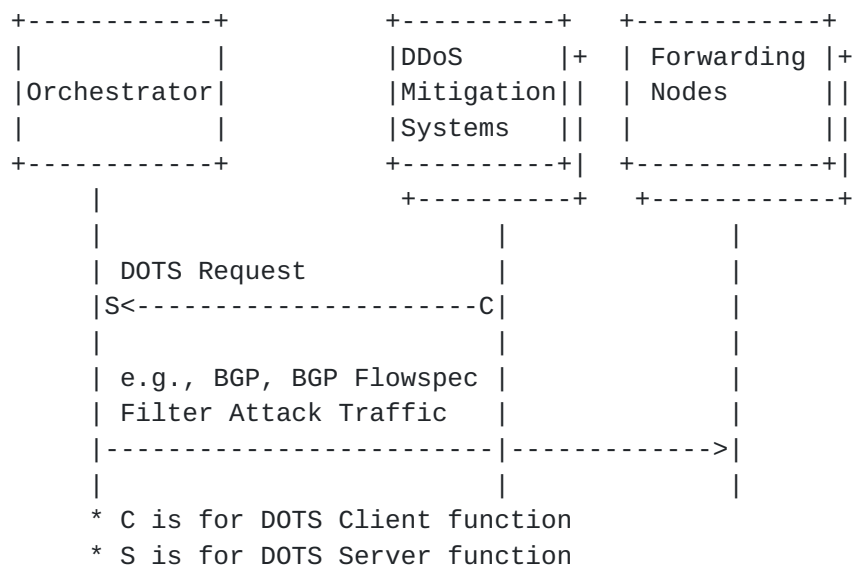 +------------+          +----------+   +------------+
|            |          |DDoS      |+  | Forwarding |+
|Orchestrator|          |Mitigation||  | Nodes      ||
|            |          |Systems   ||  |            ||
+------------+          +----------+|  +------------+|
     |                   +----------+   +------------+
     |                         |              |
     | DOTS Request            |              |
     |S<----------------------C|              |
     |                         |              |
     | e.g., BGP, BGP Flowspec |              |
     | Filter Attack Traffic   |              |
     |-------------------------|------------->|
     |                         |              |
     * C is for DOTS Client function
     * S is for DOTS Server function